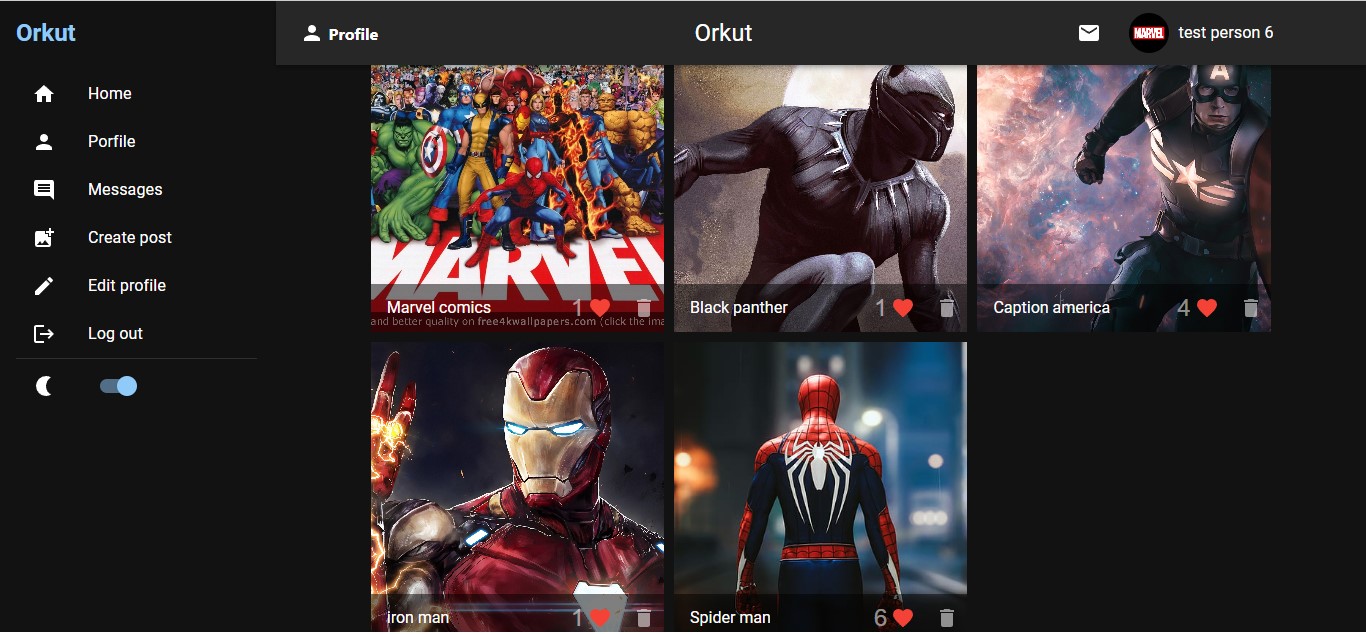 Orkut
Profile
Orkut
MARVEL
test person 6
Home
Porfile
Messages
Create post
Edit profile
Log out
MARVEL
Marvel comics 1
and better quality on free4kwallpapers.com (click the ima
Black panther 1
A
Caption america 4
iron man 1
Spider man 6